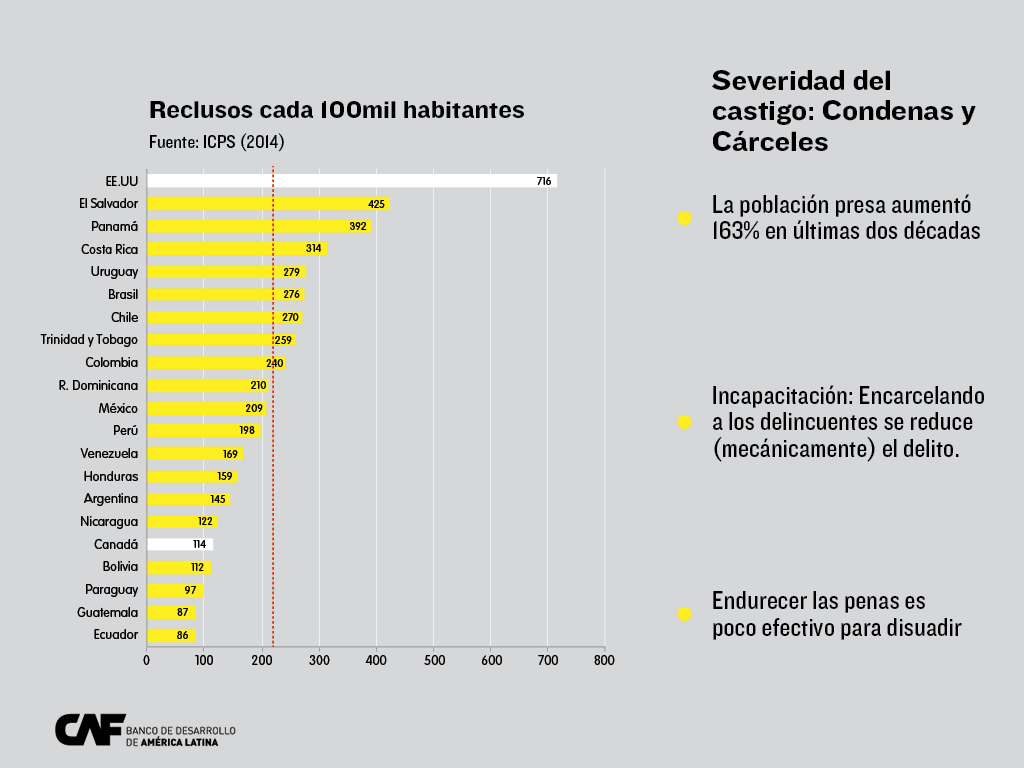 Severidad del
castigo: Condenas y
Cárceles
Reclusos cada 100mil habitantes
Fuente: ICPS (2014)
EE.UU 716
El Salvador 425
Panamá 392
Costa Rica 314
Uruguay 279
Brasil 276
Chile 270
Trinidad y Tobago 259
Colombia 240
R. Dominicana 210
México 209
Perú 198
Venezuela 169
Honduras 159
Argentina 145
Nicaragua 122
Canadá 114
Bolivia 112
Paraguay 97
Guatemala 87
Ecuador 86
0 100 200 300 400 500 600 700 800
La población presa aumentó
163% en últimas dos décadas
Incapacitación: Encarcelando
a los delincuentes se reduce
(mecánicamente) el delito.
Endurecer las penas es
poco efectivo para disuadir
CAF BANCO DE DESARROLLO
DE AMÉRICA LATINA